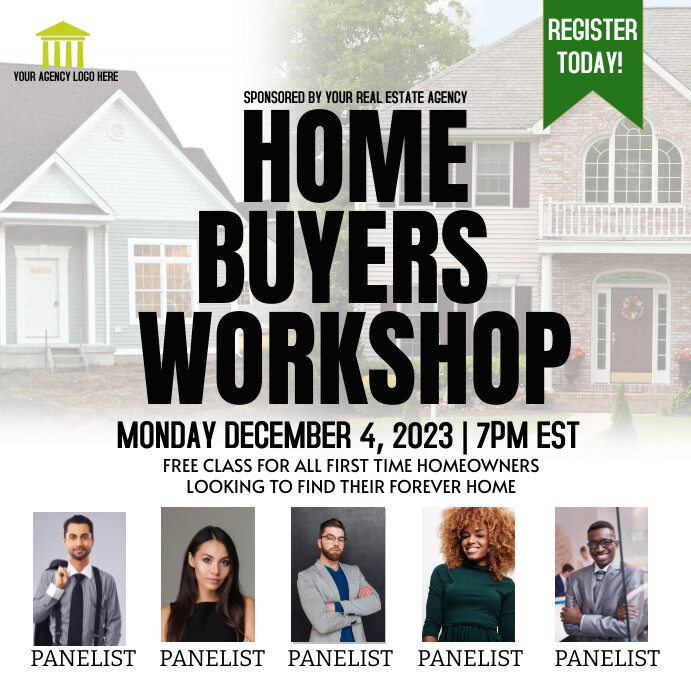 YOUR AGENCY LOGO HERE
REGISTER
TODAY!
SPONSORED BY YOUR REAL ESTATE AGENCY
HOME
BUYERS
WORKSHOP
MONDAY DECEMBER 4, 2023 | 7PM EST
FREE CLASS FOR ALL FIRST TIME HOMEOWNERS
LOOKING TO FIND THEIR FOREVER HOME
PANELIST PANELIST PANELIST PANELIST PANELIST